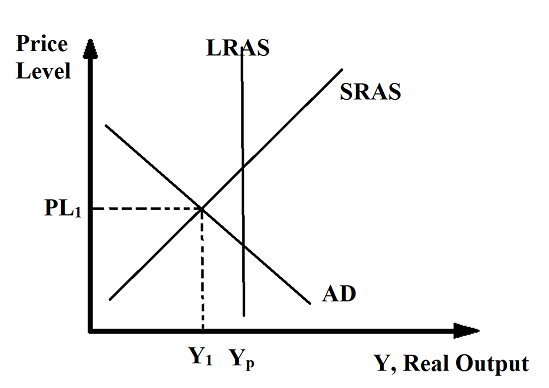 Price
Level
LRAS
SRAS
PL₁
AD
Y₁ Yₚ
Y, Real Output